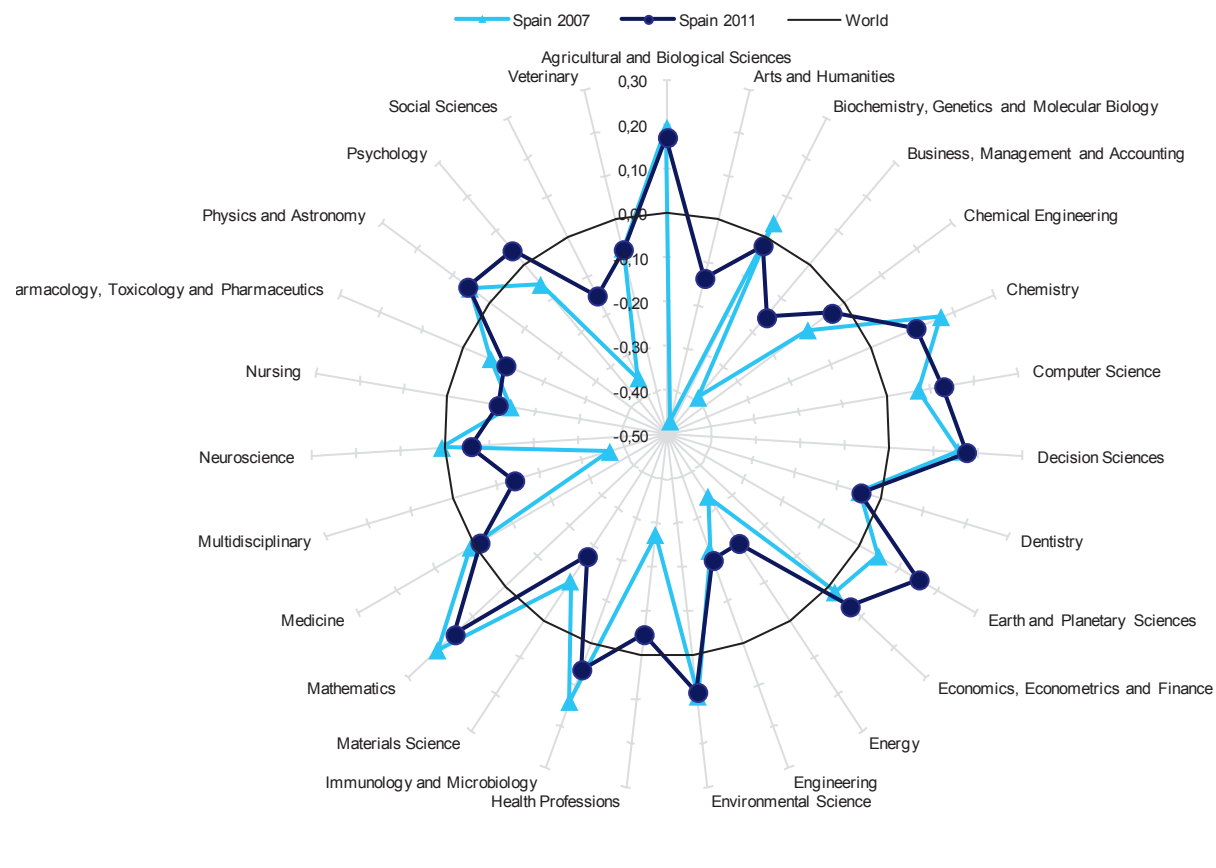 Spain 2007 Spain 2011 World
Agricultural and Biological Sciences
Veterinary
Arts and Humanities
0,30
Social Sciences
Biochemistry, Genetics and Molecular Biology
0,20
Psychology
Business, Management and Accounting
0,10
Physics and Astronomy
0,00
Chemical Engineering
-0,10
armacology, Toxicology and Pharmaceutics
Chemistry
-0,20
-0,30
Nursing
Computer Science
-0,40
-0,50
Neuroscience
Decision Sciences
Multidisciplinary
Dentistry
Medicine
Earth and Planetary Sciences
Mathematics
Economics, Econometrics and Finance
Materials Science
Energy
Immunology and Microbiology
Engineering
Health Professions
Environmental Science